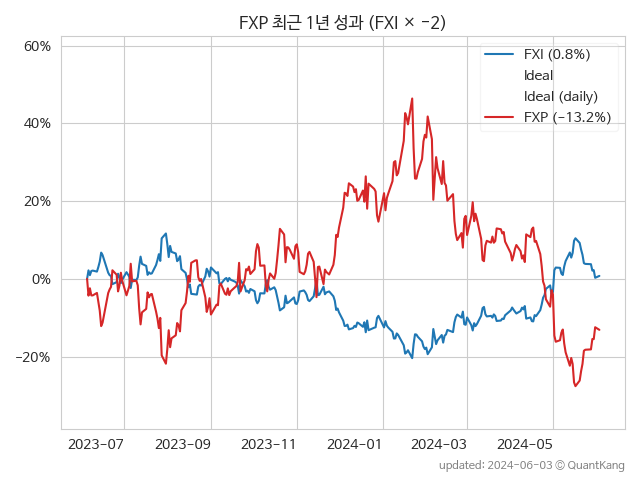 FXP 최근 1년 성과 (FXI × −2)
60%
40%
20%
0%
−20%
FXI (0.8%)
Ideal
Ideal (daily)
FXP (−13.2%)
2023-07 2023-09 2023-11 2024-01 2024-03 2024-05
updated: 2024-06-03 © QuantKang